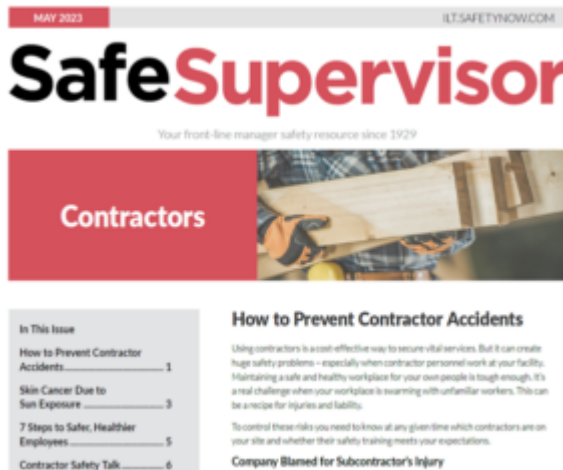 MAY 2023
ILT.SAFETYNOW.COM
SafeSupervisor
Your front-line manager safety resource since 1929
Contractors
In This Issue
How to Prevent Contractor
Accidents 1
Skin Cancer Due to
Sun Exposure 3
7 Steps to Safer, Healthier
Employees 5
Contractor Safety Talk 6
How to Prevent Contractor Accidents
Using contractors is a cost-effective way to secure vital services. But it can create
huge safety problems – especially when contractor personnel work at your facility.
Maintaining a safe and healthy workplace for your own people is tough enough. It's
a real challenge when your workplace is swarming with unfamiliar workers. This can
be a recipe for injuries and liability.
To control these risks you need to know at any given time which contractors are on
your site and whether their safety training meets your expectations.
Company Blamed for Subcontractor's Injury